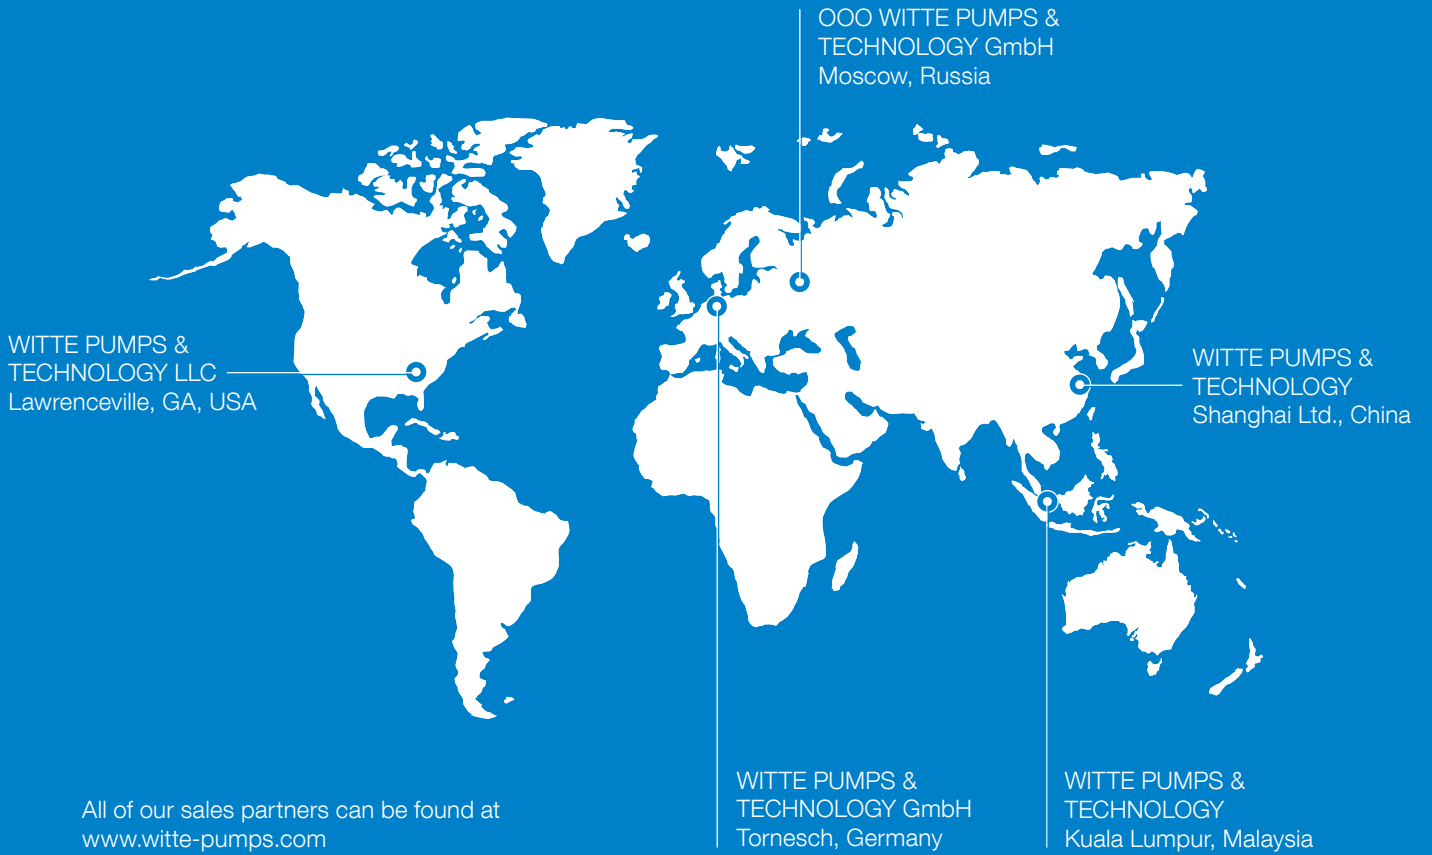 OOO WITTE PUMPS &
TECHNOLOGY GmbH
Moscow, Russia
WITTE PUMPS &
TECHNOLOGY LLC
Lawrenceville, GA, USA
WITTE PUMPS &
TECHNOLOGY
Shanghai Ltd., China
WITTE PUMPS &
TECHNOLOGY GmbH
Tornesch, Germany
WITTE PUMPS &
TECHNOLOGY
Kuala Lumpur, Malaysia
All of our sales partners can be found at
www.witte-pumps.com